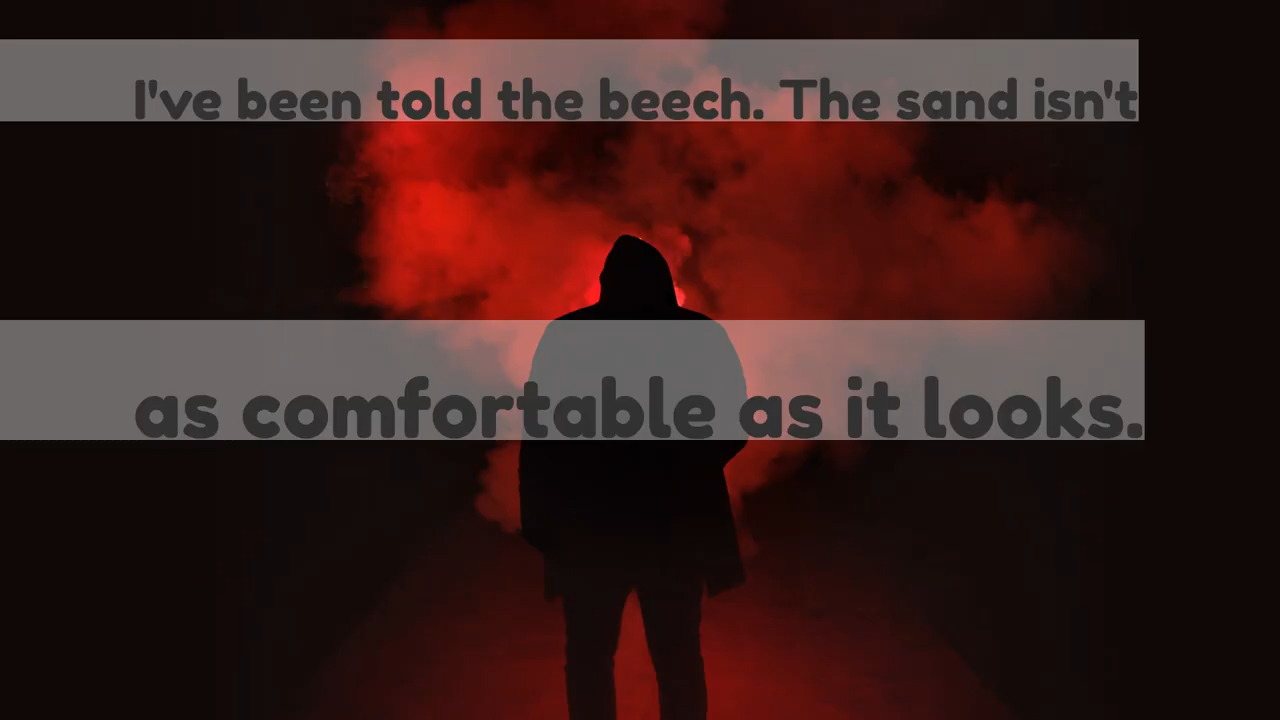 I've been told the beech. The sand isn't
as comfortable as it looks.